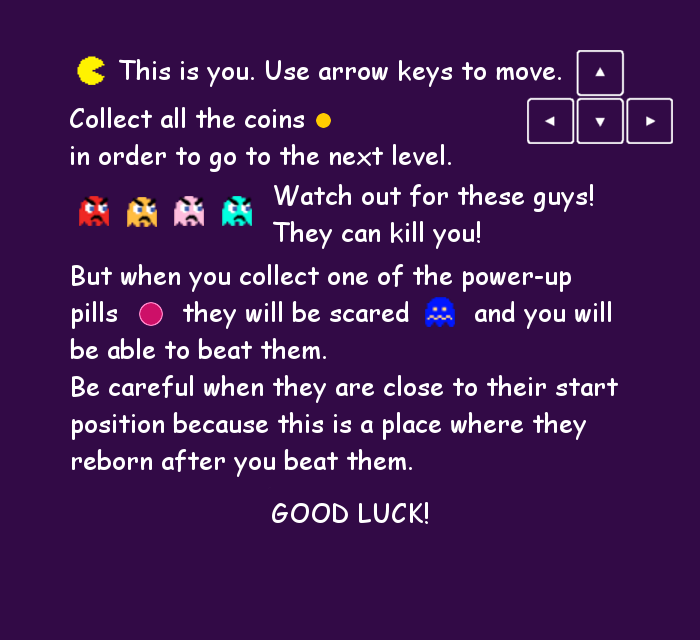 This is you. Use arrow keys to move.
Collect all the coins
in order to go to the next level.
Watch out for these guys!
They can kill you!
But when you collect one of the power-up
pills they will be scared and you will
be able to beat them.
Be careful when they are close to their start
position because this is a place where they
reborn after you beat them.
GOOD LUCK!